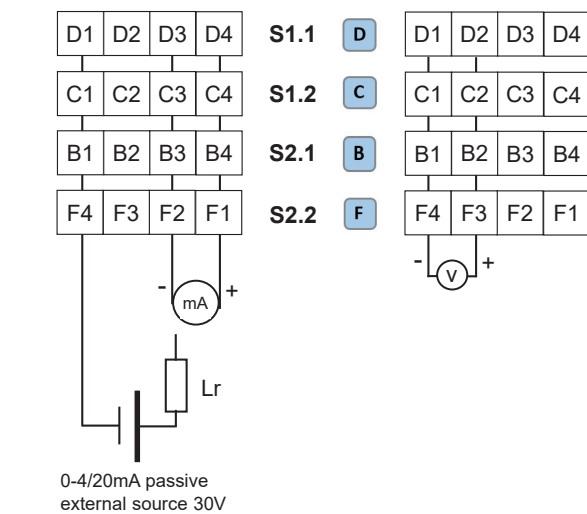 D1 D2 D3 D4 S1.1 D D1 D2 D3 D4
C1 C2 C3 C4 S1.2 C C1 C2 C3 C4
B1 B2 B3 B4 S2.1 B B1 B2 B3 B4
F4 F3 F2 F1 S2.2 F F4 F3 F2 F1
- mA + - V +
Lr
0-4/20mA passive
external source 30V